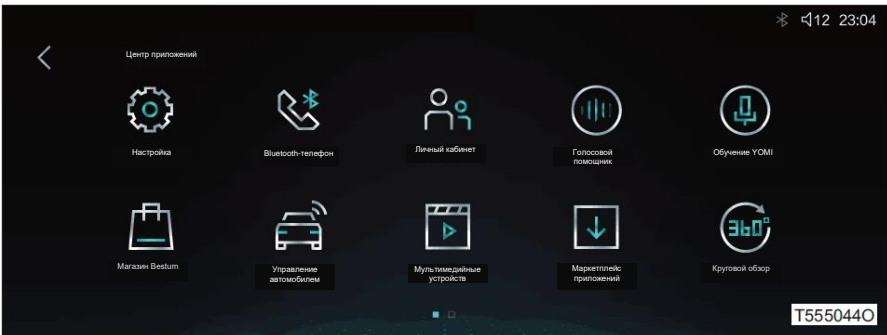 12 23:04
Центр приложений
Настройка
Bluetooth-телефон
Личный кабинет
Голосовой
помощник
Обучение YOMI
360°
Магазин Bestum
Управление
автомобилем
Мультимедийные
устройств
Маркетплейс
приложений
Круговой обзор
T555044O